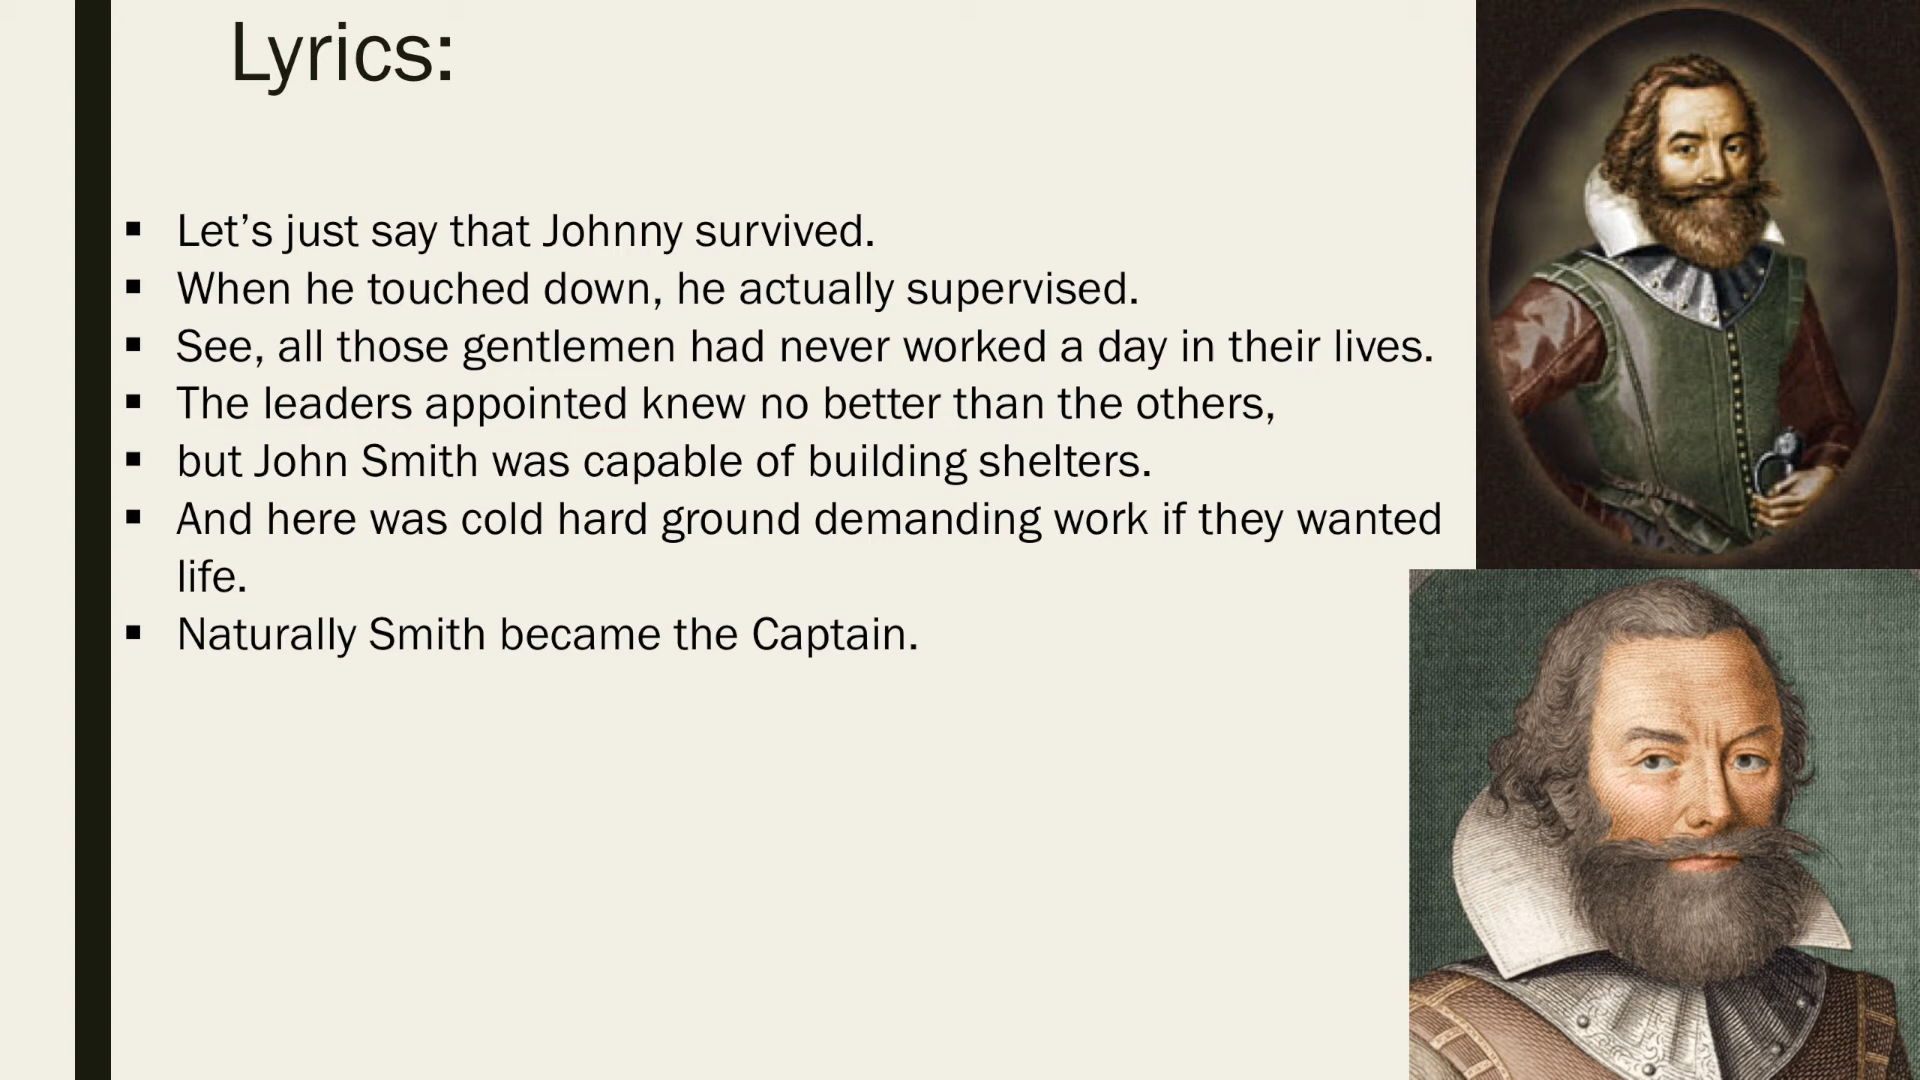 Lyrics:
Let’s just say that Johnny survived.
When he touched down, he actually supervised.
See, all those gentlemen had never worked a day in their lives.
The leaders appointed knew no better than the others,
but John Smith was capable of building shelters.
And here was cold hard ground demanding work if they wanted
life.
Naturally Smith became the Captain.